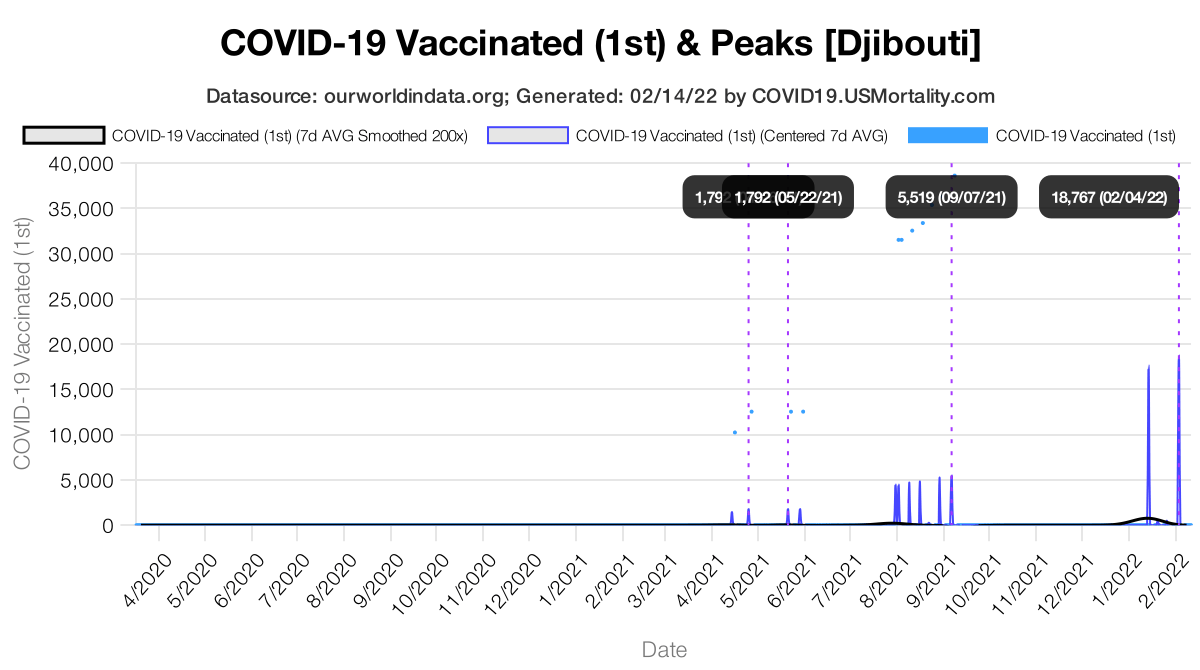 COVID-19 Vaccinated (1st) & Peaks [Djibouti]
Datasource: ourworldindata.org; Generated: 02/14/22 by COVID19.USMortality.com
COVID-19 Vaccinated (1st) (7d AVG Smoothed 200x) COVID-19 Vaccinated (1st) (Centered 7d AVG) COVID-19 Vaccinated (1st)
COVID-19 Vaccinated (1st)
40,000
35,000
30,000
25,000
20,000
15,000
10,000
5,000
0
1,792 1,792 (05/22/21) 5,519 (09/07/21) 18,767 (02/04/22)
4/2020 5/2020 6/2020 7/2020 8/2020 9/2020 10/2020 11/2020 12/2020 1/2021 2/2021 3/2021 4/2021 5/2021 6/2021 7/2021 8/2021 9/2021 10/2021 11/2021 12/2021 1/2022 2/2022
Date